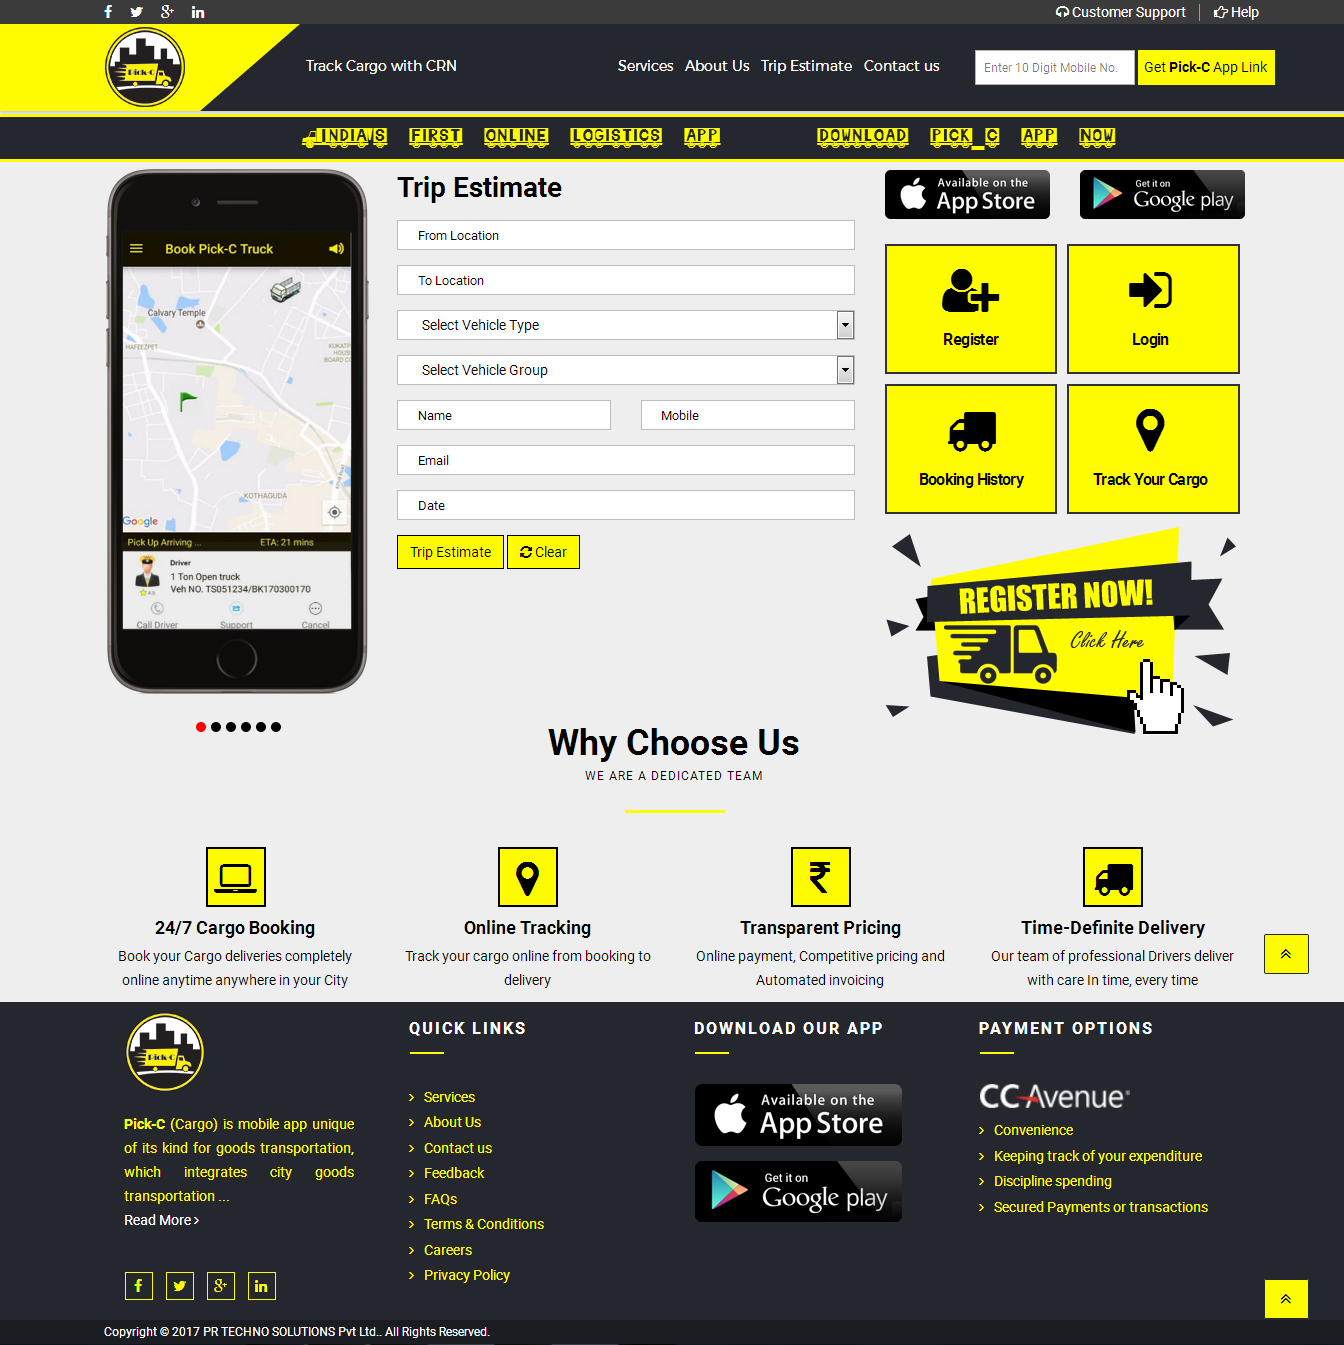 Customer Support
Help
Pick-C
Track Cargo with CRN
Services About Us Trip Estimate Contact us
Enter 10 Digit Mobile No.
Get Pick-C App Link
INDIA'S FIRST ONLINE LOGISTICS APP DOWNLOAD PICK_C APP NOW
Book Pick-C Truck
Calvary Temple
HAFEEZPET
KUKATP
HOUS
BOARD CO
KOTHAGUDA
Google
Pick Up Arriving ... ETA: 21 mins
Driver
1 Ton Open truck
Veh NO. TS051234/BK170300170
4.5
Call Driver Support Cancel
Trip Estimate
From Location
To Location
Select Vehicle Type
Select Vehicle Group
Name Mobile
Email
Date
Trip Estimate Clear
Available on the
App Store
Get it on
Google play
Register Login
Booking History Track Your Cargo
REGISTER NOW!
Click Here
Why Choose Us
WE ARE A DEDICATED TEAM
24/7 Cargo Booking
Book your Cargo deliveries completely
online anytime anywhere in your City
Online Tracking
Track your cargo online from booking to
delivery
Transparent Pricing
Online payment, Competitive pricing and
Automated invoicing
Time-Definite Delivery
Our team of professional Drivers deliver
with care In time, every time
Pick-C
Pick-C (Cargo) is mobile app unique
of its kind for goods transportation,
which integrates city goods
transportation ...
Read More
QUICK LINKS
Services
About Us
Contact us
Feedback
FAQs
Terms & Conditions
Careers
Privacy Policy
DOWNLOAD OUR APP
Available on the
App Store
Get it on
Google play
PAYMENT OPTIONS
CCAvenue
Convenience
Keeping track of your expenditure
Discipline spending
Secured Payments or transactions
Copyright © 2017 PR TECHNO SOLUTIONS Pvt Ltd.. All Rights Reserved.